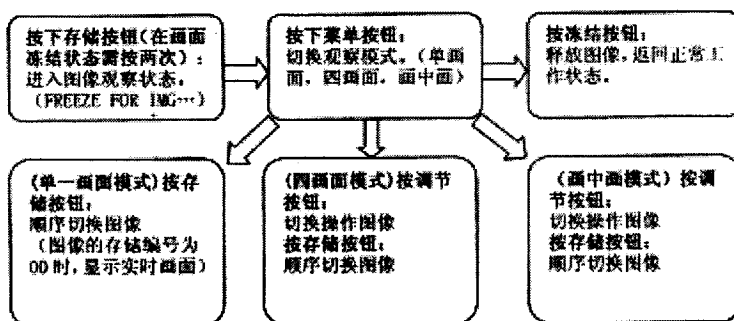 按下存储按钮(在画面
冻结状态需按两次):
进入图像观察状态.
(FREEZE FOR IMG…)
按下菜单按钮:
切换观察模式,(单画
面,四画面,画中画)
按冻结按钮:
释放图像,返回正常工
作状态.
(单一画面模式)按存
储按钮:
顺序切换图像
(图像的存储编号为
00时,显示实时画面)
(四画面模式)按调节
按钮:
切换操作图像
按存储按钮:
顺序切换图像
(画中画模式)按调
节按钮:
切换操作图像
按存储按钮:
顺序切换图像